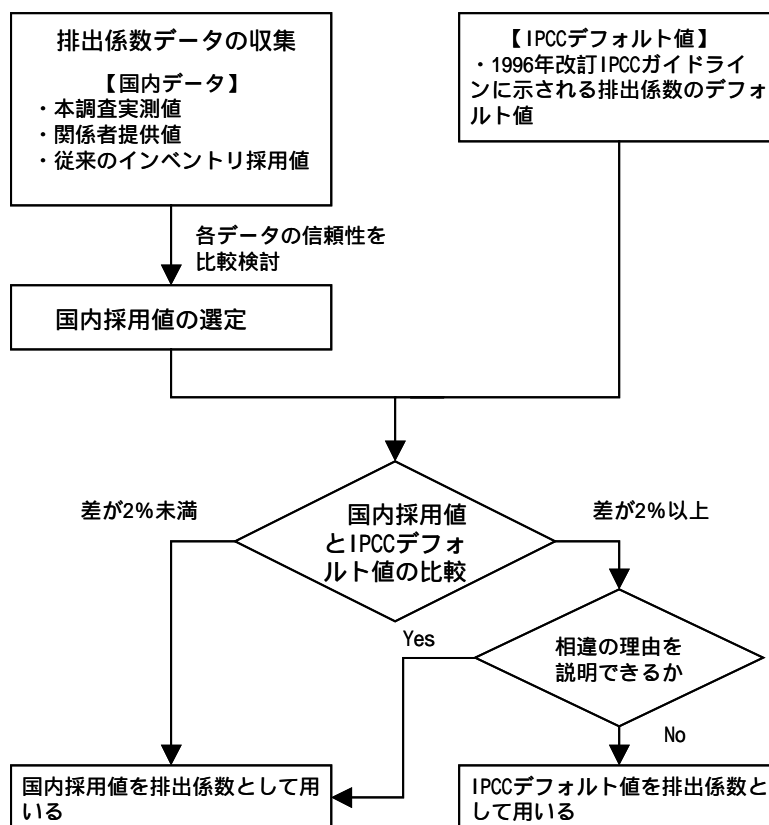 排出係数データの収集
【国内データ】
・本調査実測値
・関係者提供値
・従来のインベントリ採用値
【IPCCデフォルト値】
・1996年改訂IPCCガイドライ
ンに示される排出係数のデフォ
ルト値
各データの信頼性を
比較検討
国内採用値の選定
差が2%未満
国内採用値
とIPCCデフォ
ルト値の比較
差が2%以上
Yes
相違の理由を
説明できるか
No
国内採用値を排出係数として用
いる
IPCCデフォルト値を排出係数と
して用いる